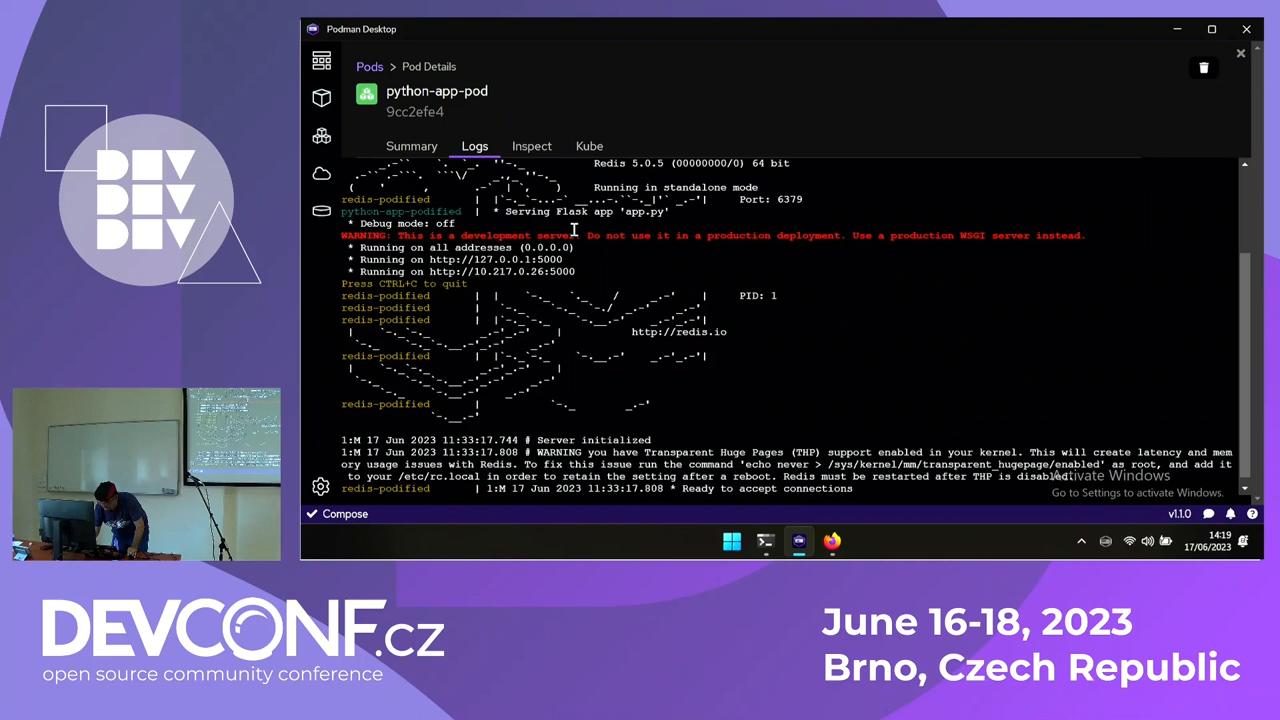 Podman Desktop
Pods > Pod Details
python-app-pod
9cc2efe4
Summary Logs Inspect Kube
Redis 5.0.5 (00000000/0) 64 bit
Running in standalone mode
redis-podified | Port: 6379
python-app-podified | * Serving Flask app 'app.py'
* Debug mode: off
WARNING: This is a development server. Do not use it in a production deployment. Use a production WSGI server instead.
* Running on all addresses (0.0.0.0)
* Running on http://127.0.0.1:5000
* Running on http://10.217.0.26:5000
Press CTRL+C to quit
redis-podified | PID: 1
redis-podified |
redis-podified |
http://redis.io
redis-podified |
redis-podified |
1:M 17 Jun 2023 11:33:17.744 # Server initialized
1:M 17 Jun 2023 11:33:17.808 # WARNING you have Transparent Huge Pages (THP) support enabled in your kernel. This will create latency and mem
ory usage issues with Redis. To fix this issue run the command 'echo never > /sys/kernel/mm/transparent_hugepage/enabled' as root, and add it
to your /etc/rc.local in order to retain the setting after a reboot. Redis must be restarted after THP is disabled.
redis-podified | 1:M 17 Jun 2023 11:33:17.808 * Ready to accept connections
Activate Windows
Go to Settings to activate Windows.
Compose
v1.1.0
14:19
17/06/2023
DEV
DEV
DEV
DEVCONF.cz
open source community conference
June 16-18, 2023
Brno, Czech Republic